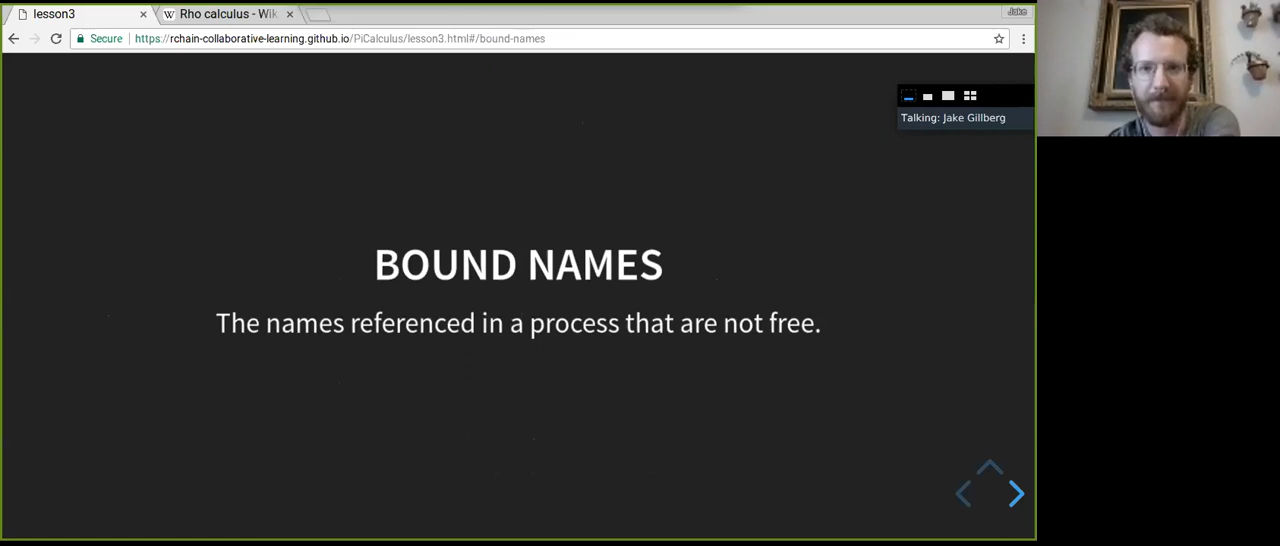 lesson3
Rho calculus - Wik
Jake
Secure
https://rchain-collaborative-learning.github.io/PiCalculus/lesson3.html#/bound-names
Talking: Jake Gillberg
BOUND NAMES
The names referenced in a process that are not free.